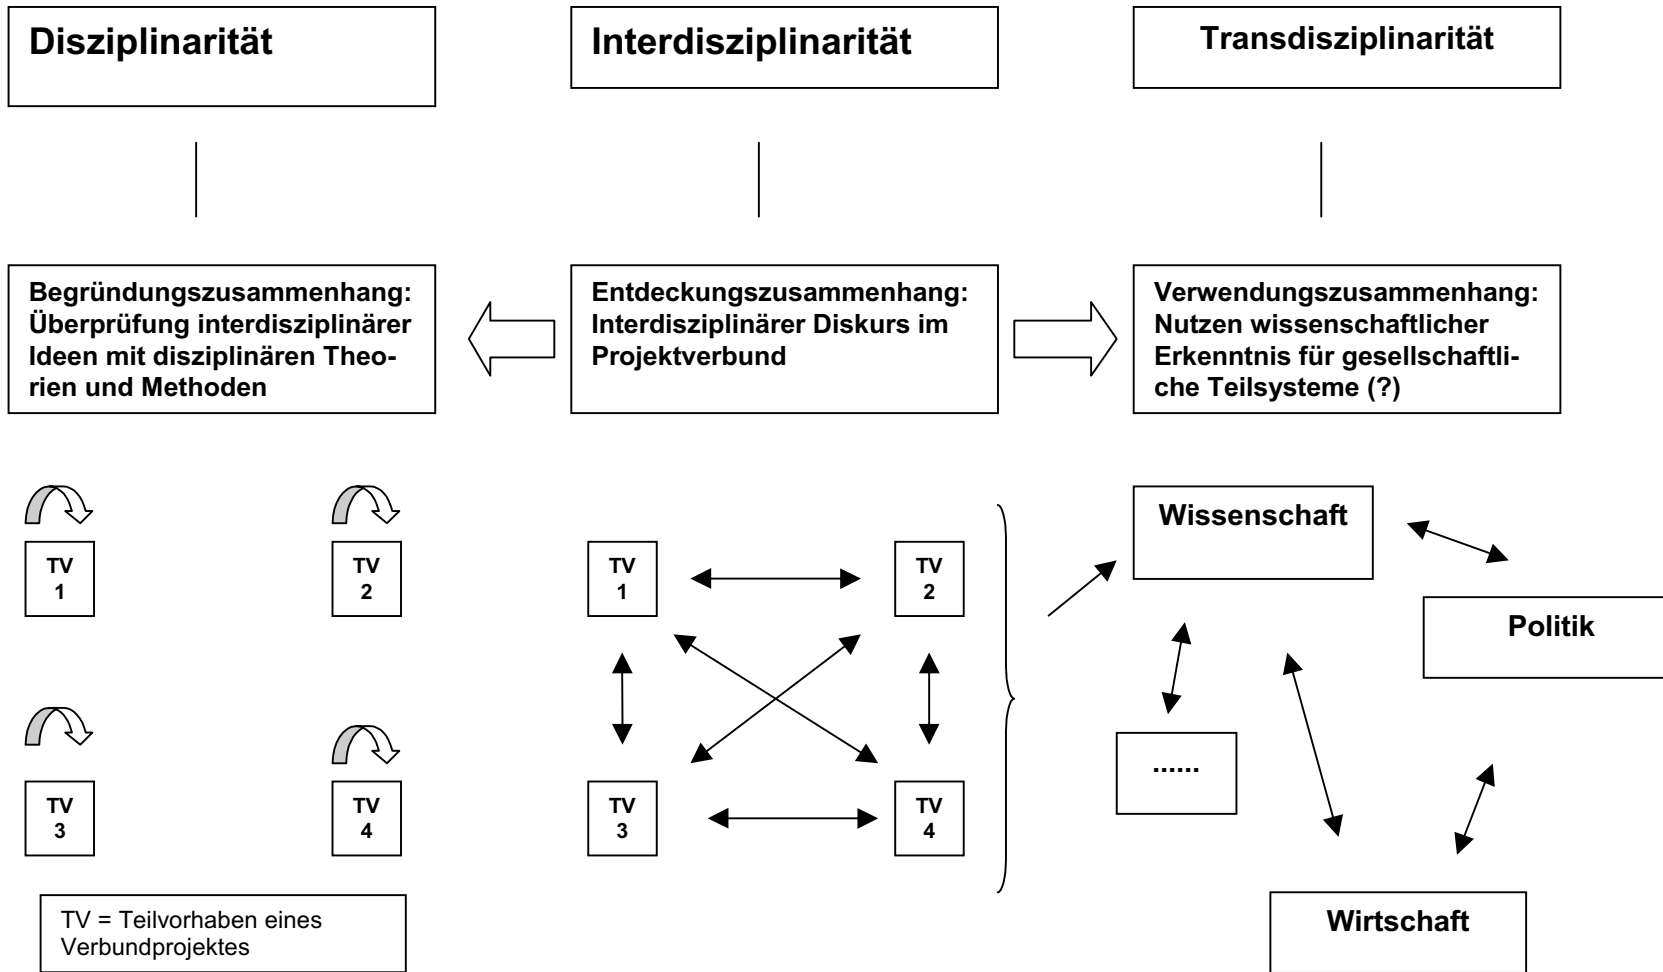 Disziplinarität
Interdisziplinarität
Transdisziplinarität
Begründungszusammenhang:
Überprüfung interdisziplinärer
Ideen mit disziplinären Theo-
rien und Methoden
Entdeckungszusammenhang:
Interdisziplinärer Diskurs im
Projektverbund
Verwendungszusammenhang:
Nutzen wissenschaftlicher
Erkenntnis für gesellschaftli-
che Teilsysteme (?)
TV
1
TV
2
TV
3
TV
4
TV = Teilvorhaben eines
Verbundprojektes
TV
1
TV
2
TV
3
TV
4
Wissenschaft
Politik
......
Wirtschaft